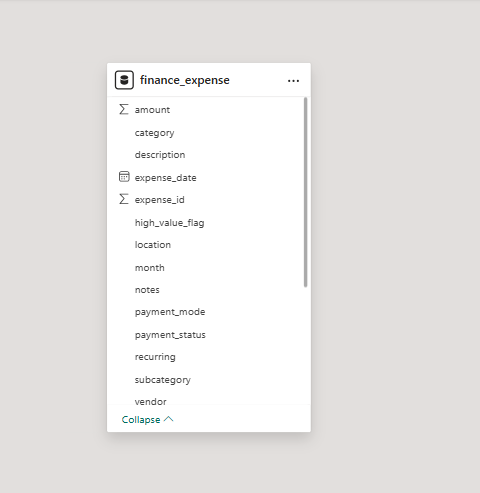 finance_expense
amount
category
description
expense_date
expense_id
high_value_flag
location
month
notes
payment_mode
payment_status
recurring
subcategory
vendor
Collapse